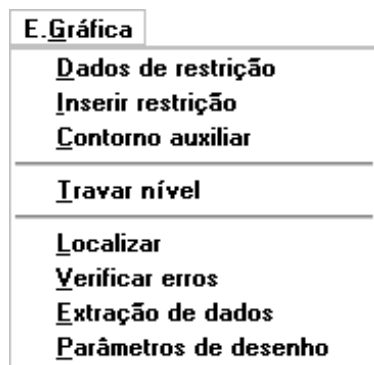 E.Gráfica
Dados de restrição
Inserir restrição
Contorno auxiliar
Travar nível
Localizar
Verificar erros
Extração de dados
Parâmetros de desenho